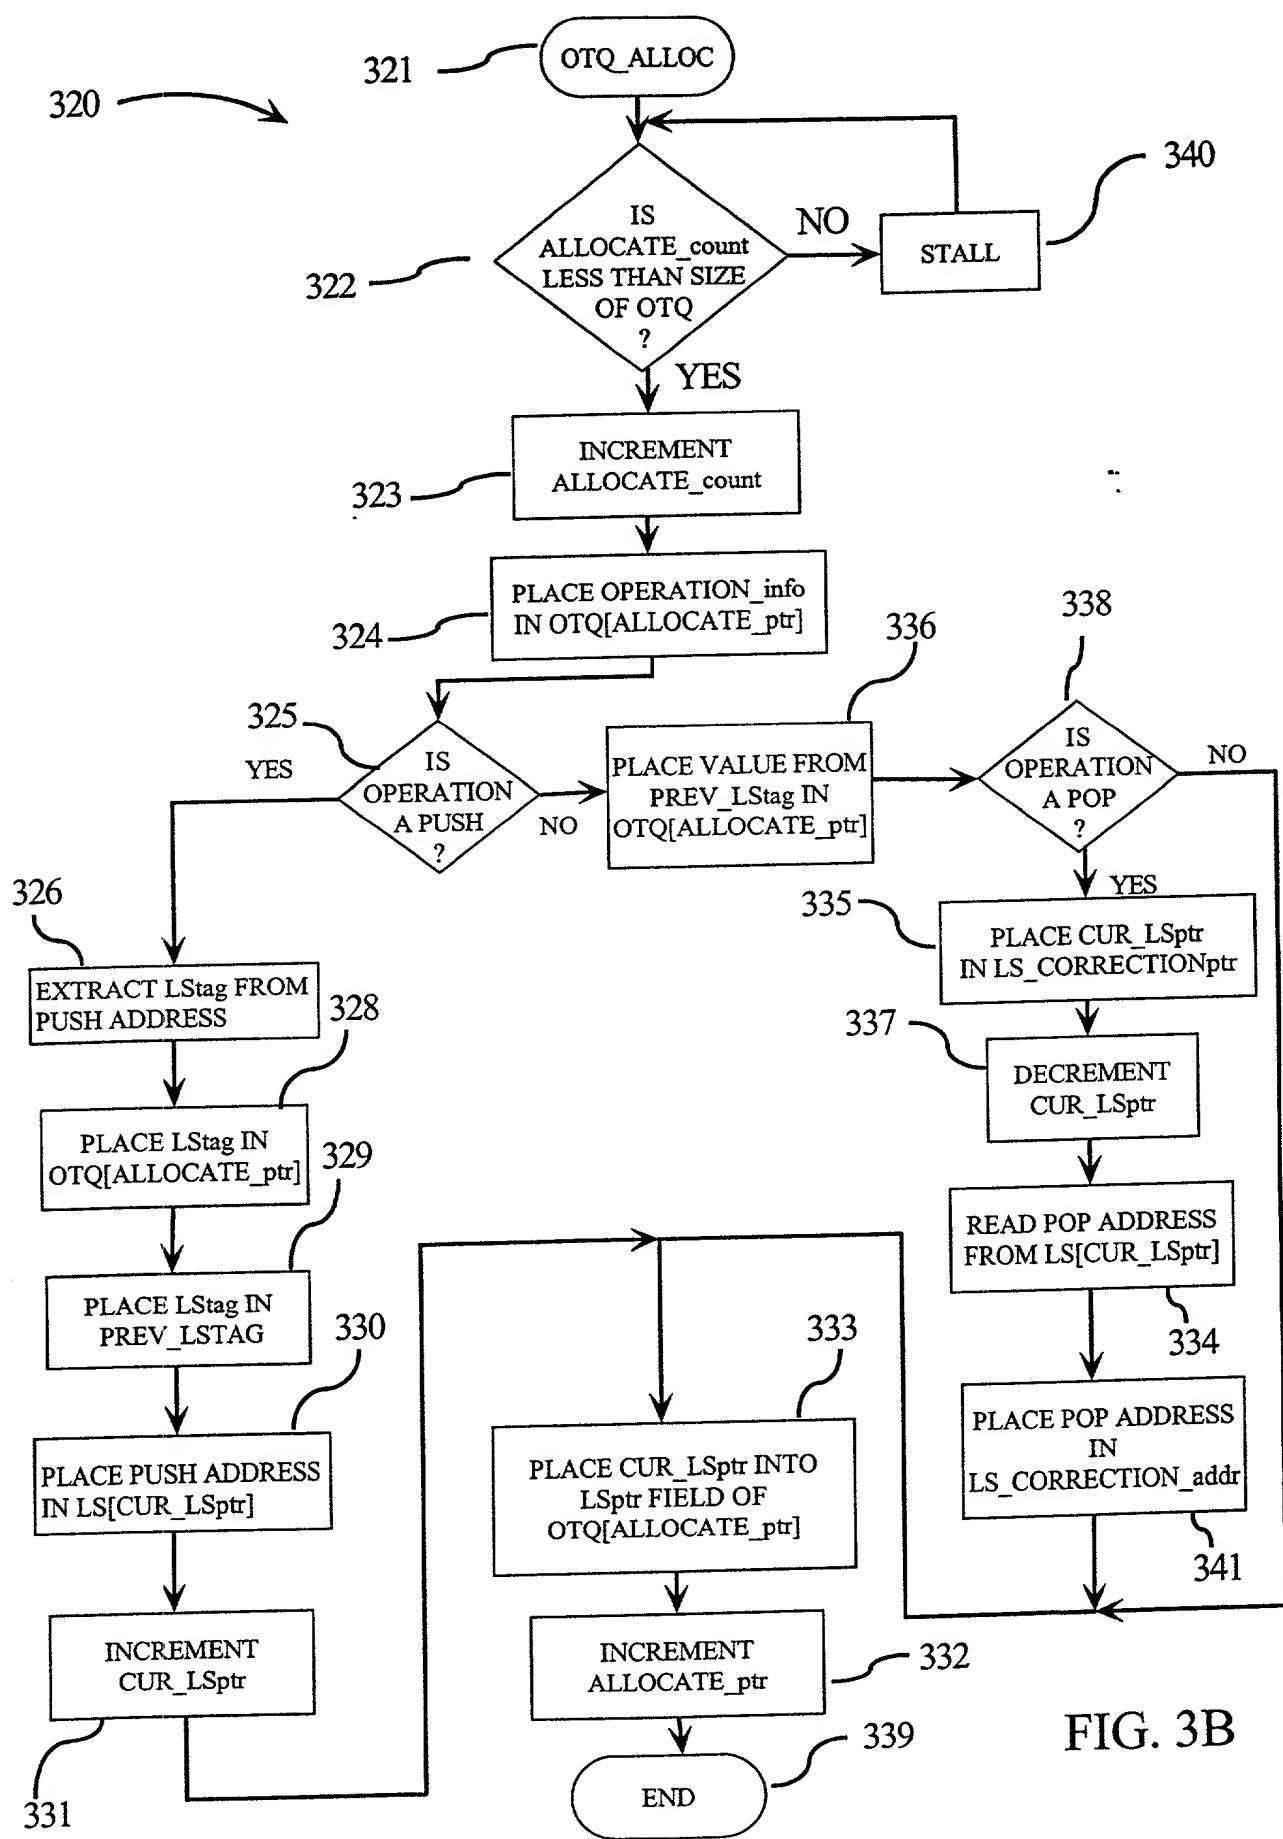 321
OTQ_ALLOC
320
340
IS
ALLOCATE_count
LESS THAN SIZE
OF OTQ
?
NO
STALL
322
YES
INCREMENT
ALLOCATE_count
323
PLACE OPERATION_info
IN OTQ[ALLOCATE_ptr]
324
336
338
325
YES
IS
OPERATION
A PUSH
?
NO
PLACE VALUE FROM
PREV_LStag IN
OTQ[ALLOCATE_ptr]
IS
OPERATION
A POP
?
NO
YES
326
EXTRACT LStag FROM
PUSH ADDRESS
335
PLACE CUR_LSptr
IN LS_CORRECTIONptr
328
337
DECREMENT
CUR_LSptr
PLACE LStag IN
OTQ[ALLOCATE_ptr]
329
READ POP ADDRESS
FROM LS[CUR_LSptr]
334
PLACE LStag IN
PREV_LSTAG
330
333
PLACE PUSH ADDRESS
IN LS[CUR_LSptr]
PLACE CUR_LSptr INTO
LSptr FIELD OF
OTQ[ALLOCATE_ptr]
PLACE POP ADDRESS
IN
LS_CORRECTION_addr
341
INCREMENT
CUR_LSptr
331
INCREMENT
ALLOCATE_ptr
332
END
339
FIG. 3B